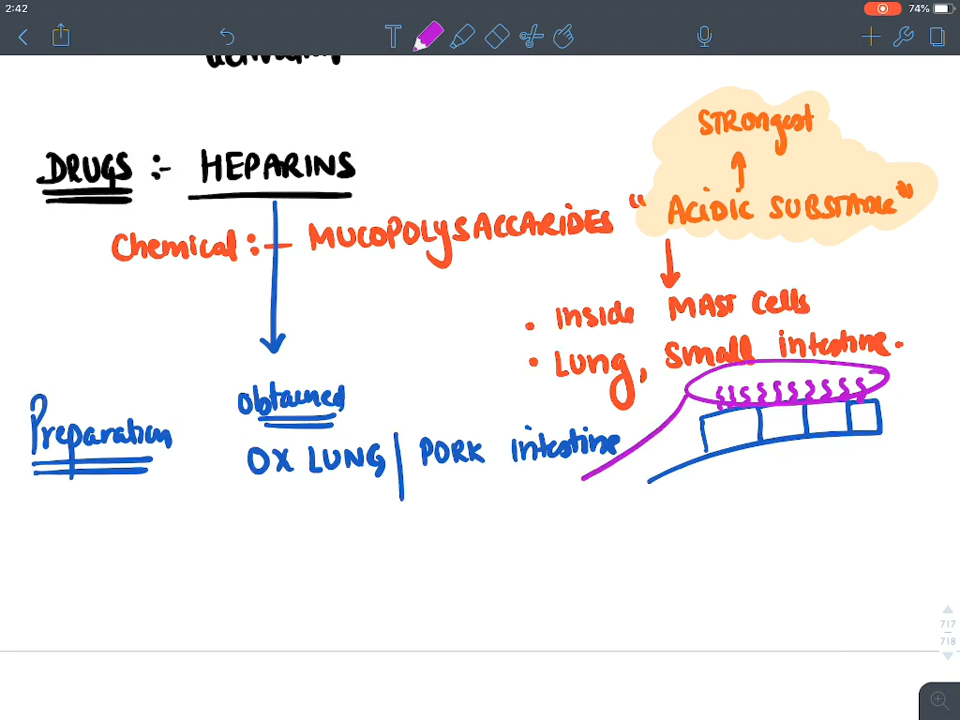 2:42
74%
T
DRUGS :- HEPARINS
STRongest
Chemical :- MUCOPOLYSACCARIDES " ACIDIC SUBSTANCE "
• Inside MAST Cells
• Lung, Small intestine.
Preparation
Obtained
OX LUNG | PORK intestine
717
718